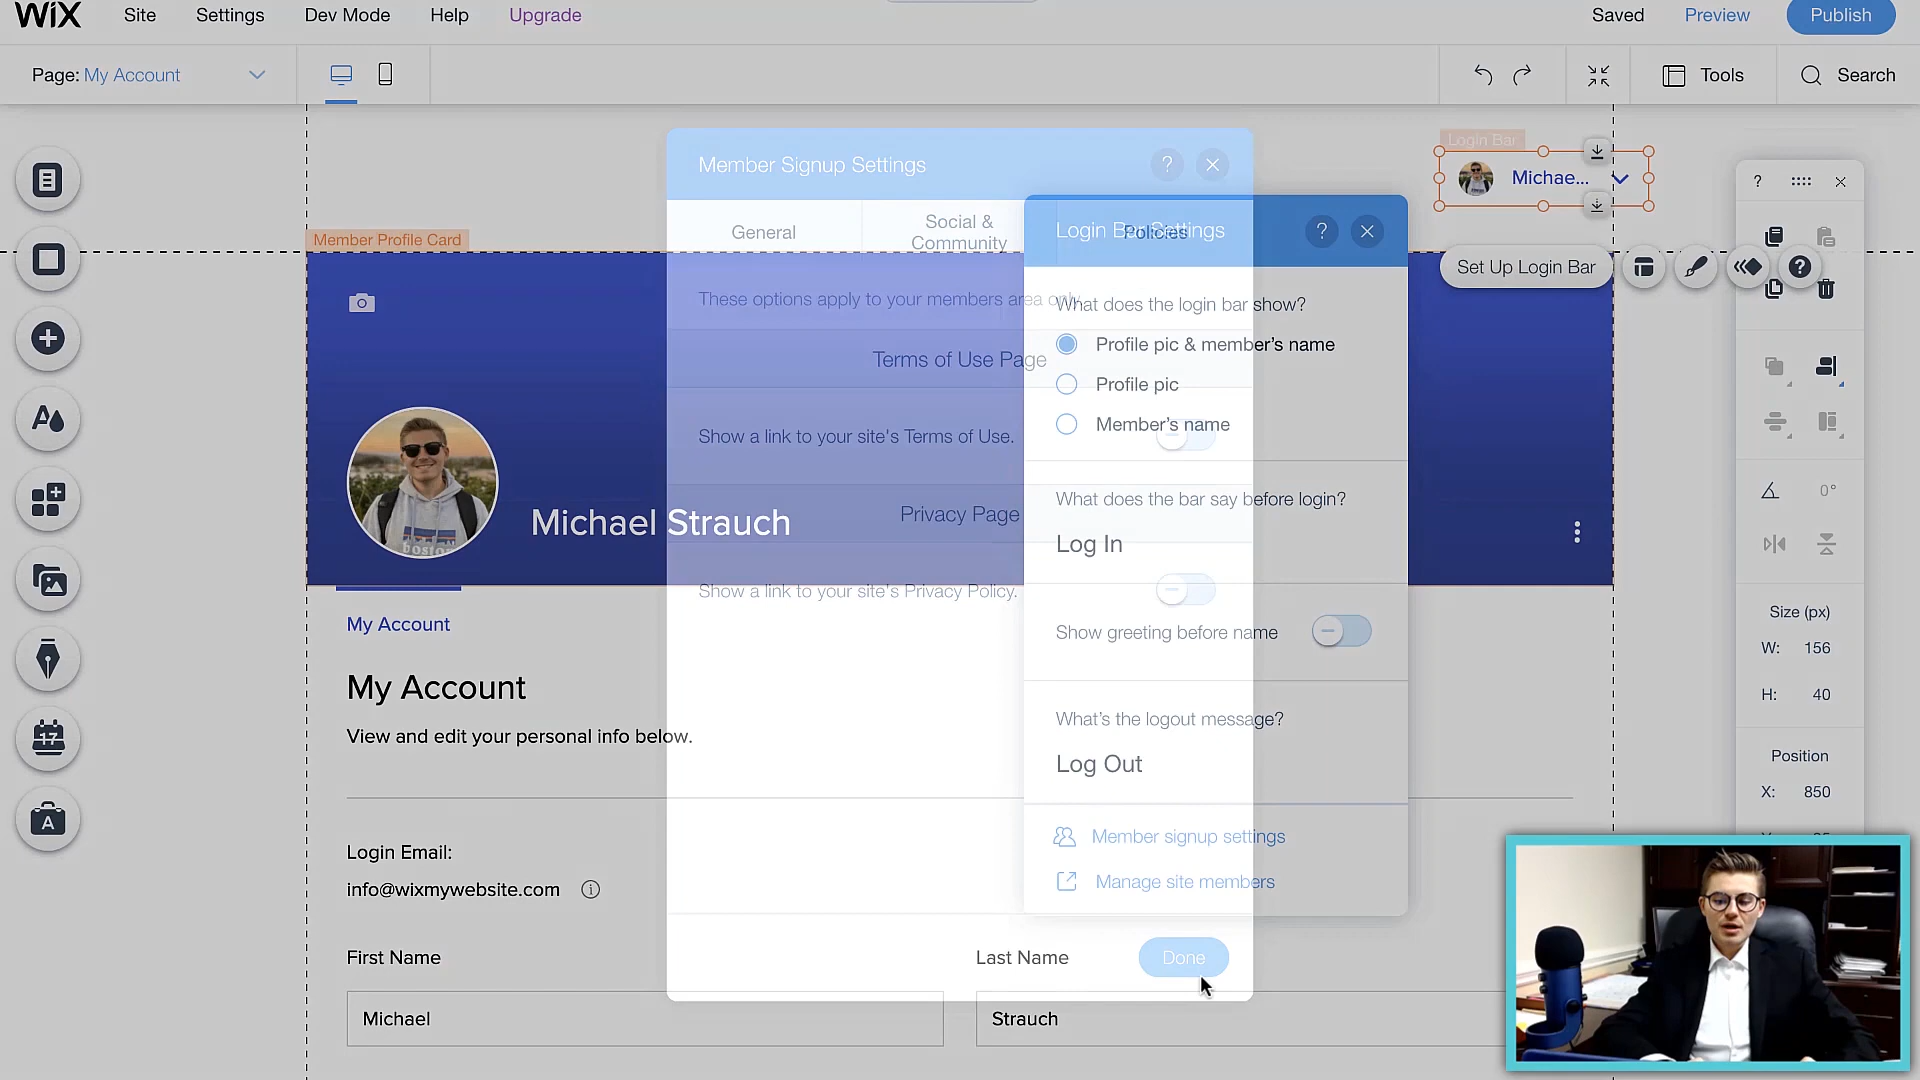 WiX
Site
Settings
Dev Mode
Help
Upgrade
Saved
Preview
Publish
Page: My Account
Tools
Search
Login Bar
Michae...
Member Signup Settings
?
General
Social &
Community
Policies
Login Bar Settings
?
?
Member Profile Card
Set Up Login Bar
?
These options apply to your members area only.
What does the login bar show?
Profile pic & member's name
Terms of Use Page
Profile pic
Show a link to your site's Terms of Use.
Member's name
What does the bar say before login?
0°
Michael Strauch
Privacy Page
Log In
boston
Show a link to your site's Privacy Policy.
My Account
Show greeting before name
Size (px)
W: 156
My Account
H: 40
What's the logout message?
View and edit your personal info below.
17
Log Out
Position
X: 850
A
Member signup settings
Login Email:
Manage site members
info@wixmywebsite.com
First Name
Last Name
Done
Michael
Strauch